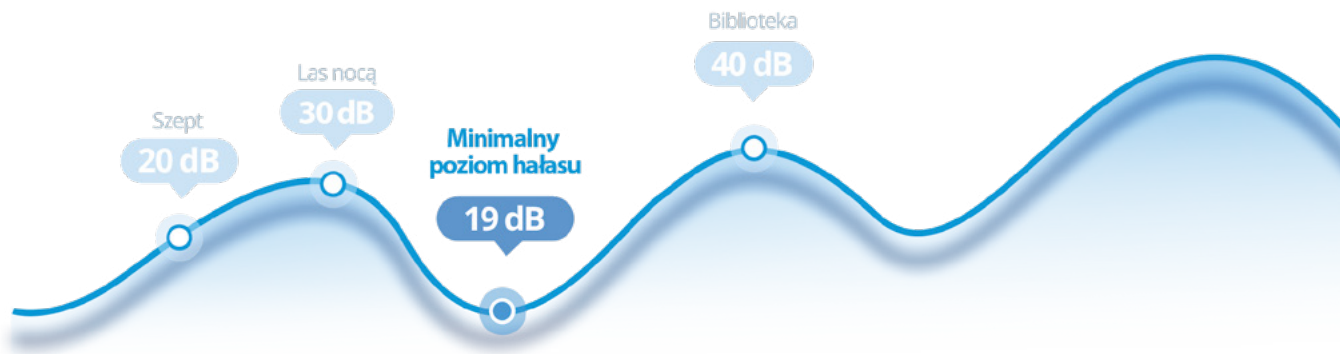 Szept
20 dB
Las nocą
30 dB
Minimalny
poziom hałasu
19 dB
Biblioteka
40 dB